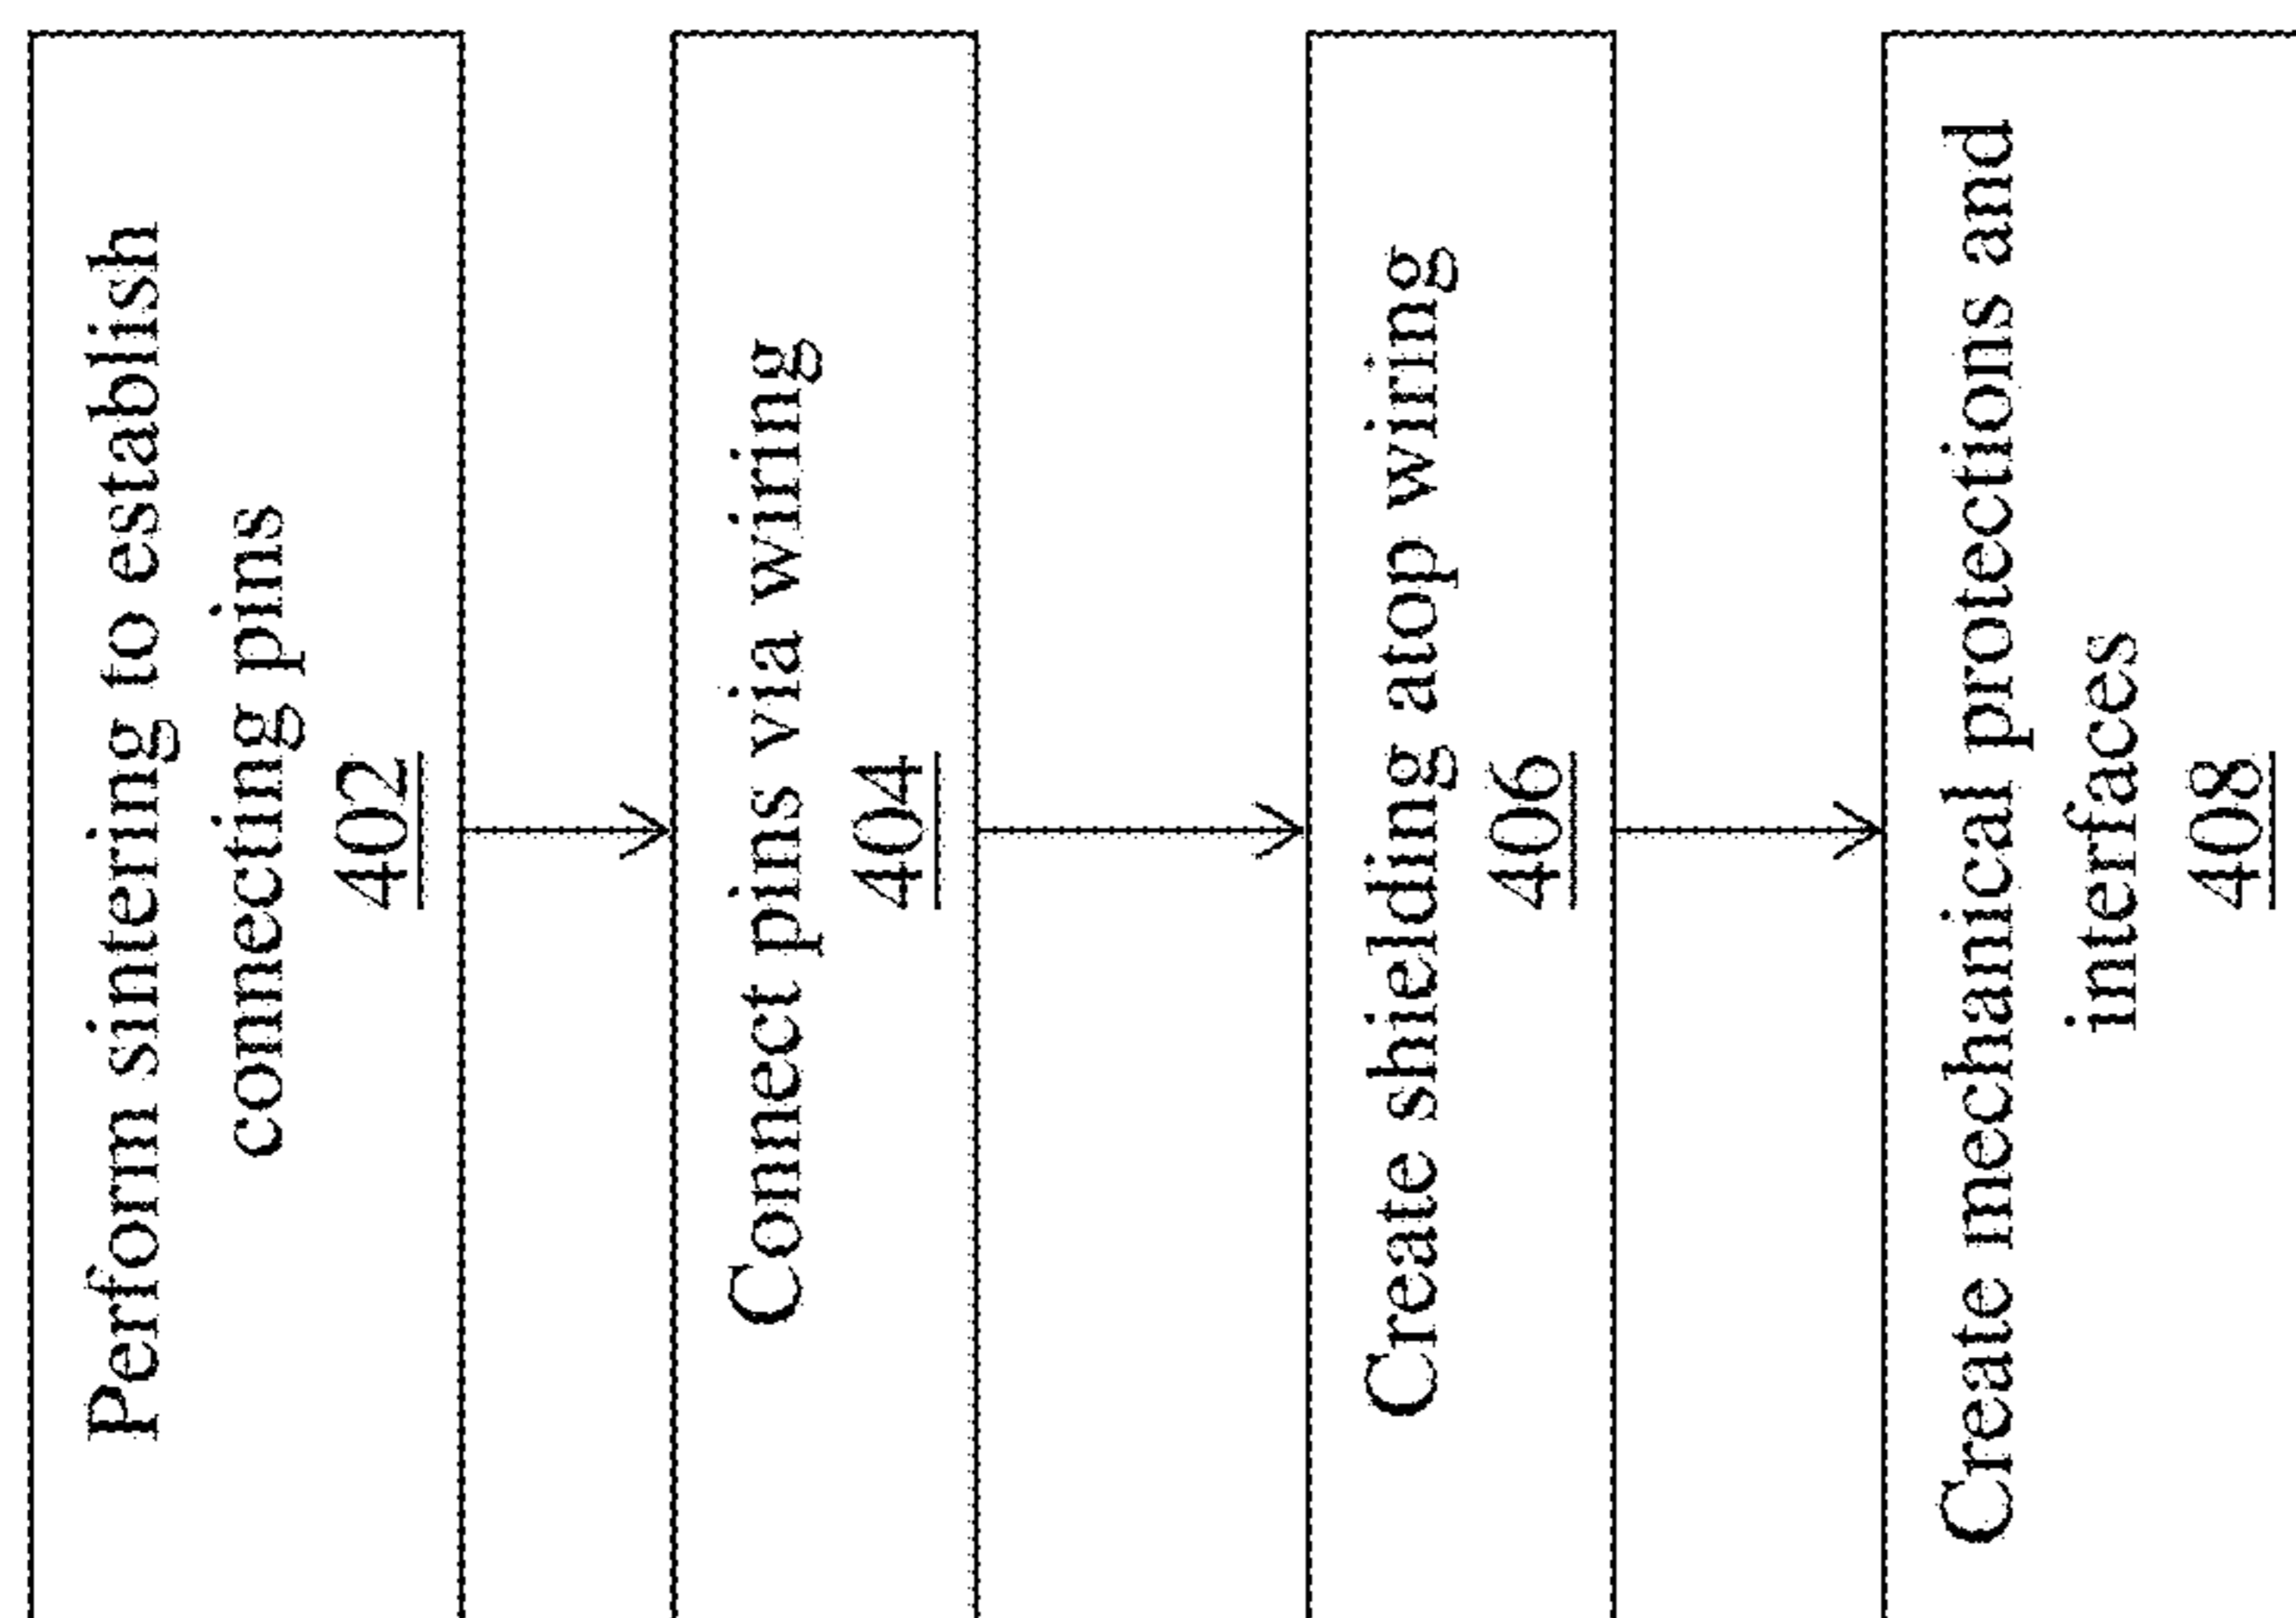 Perform sintering to establish
connecting pins
402
Connect pins via wiring
404
Create shielding atop wiring
406
Create mechanical protections and
interfaces
408